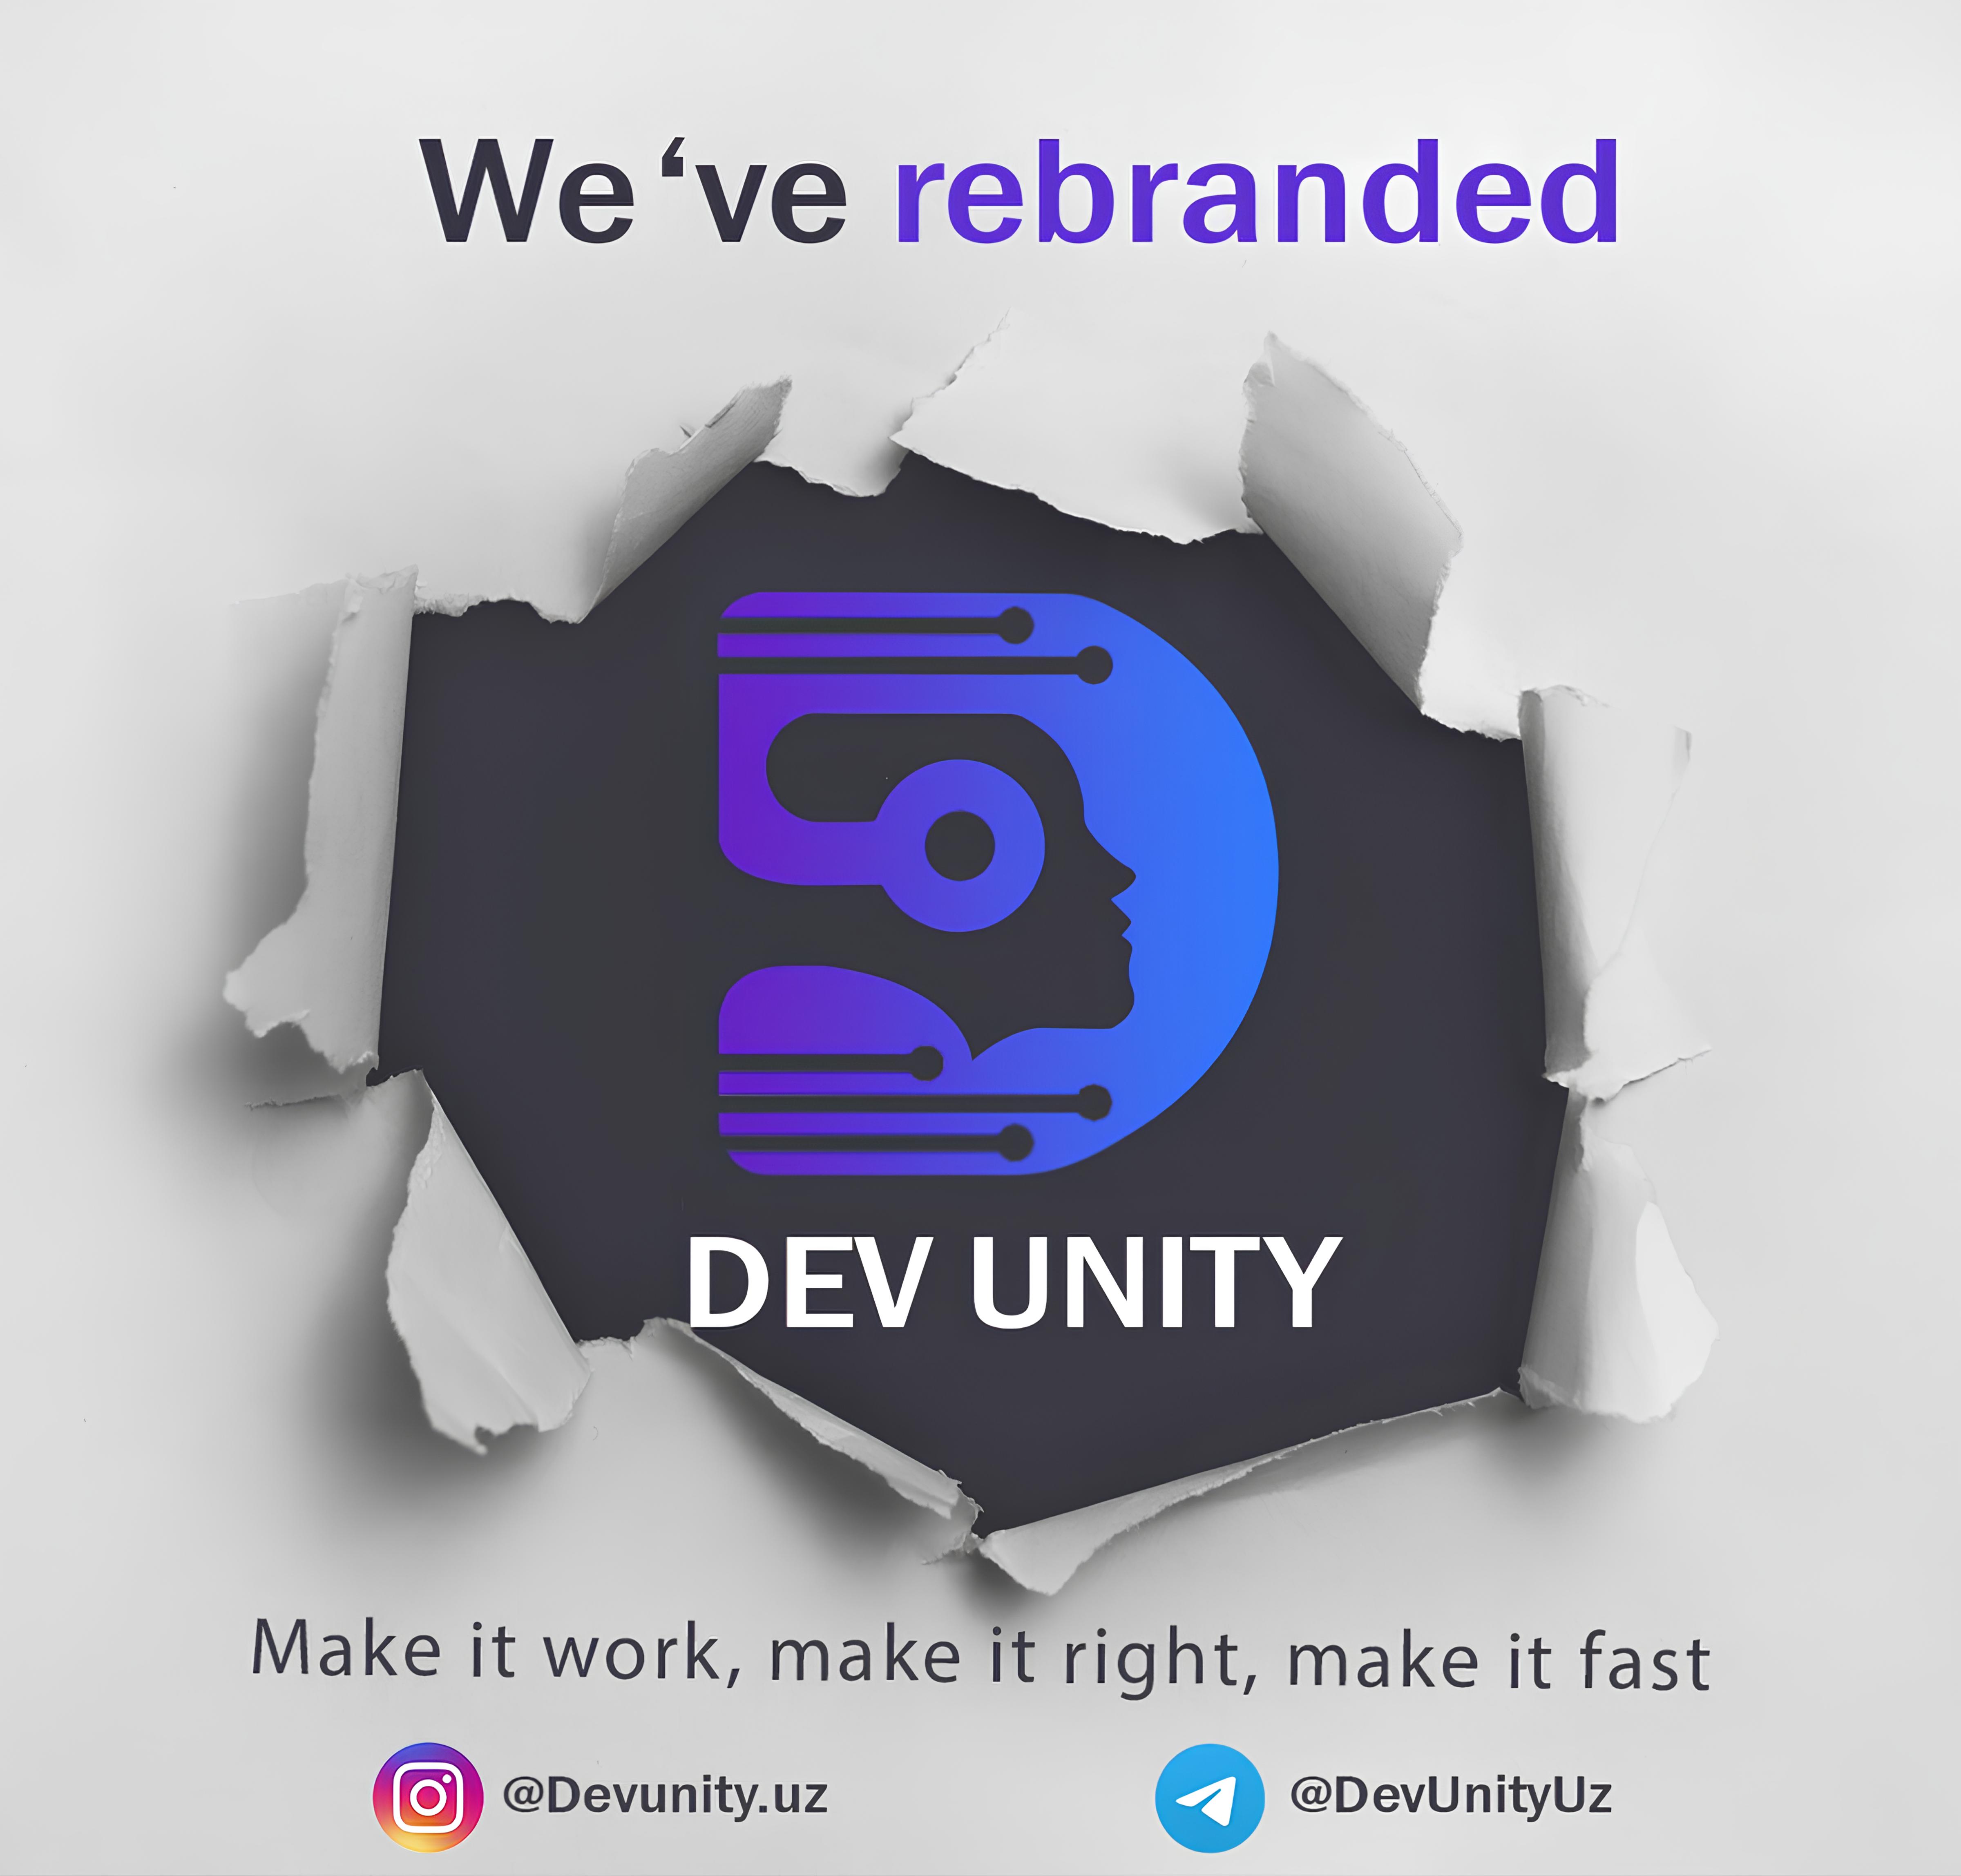 We‘ve rebranded
DEV UNITY
Make it work, make it right, make it fast
@Devunity.uz
@DevUnityUz